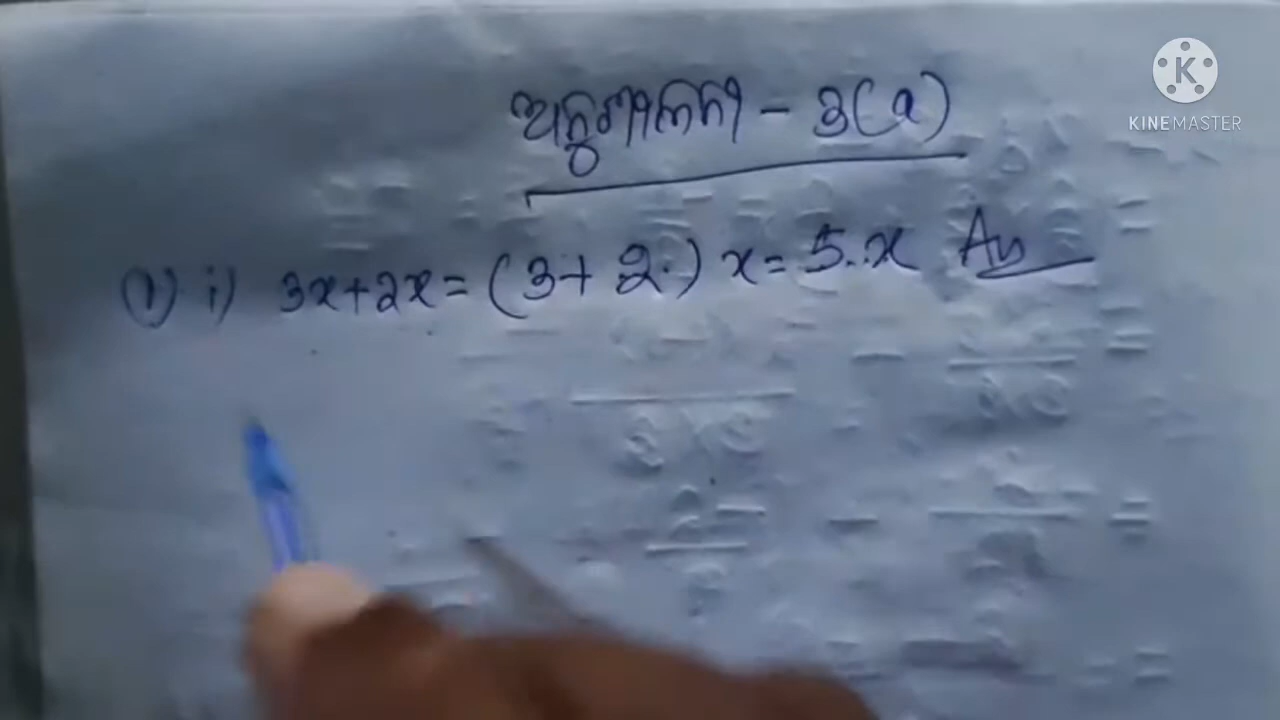 ଅନୁଶୀଳନୀ - 3(a)
(1) i) 3x+2x = (3+2) x = 5.x Ans
KINEMASTER